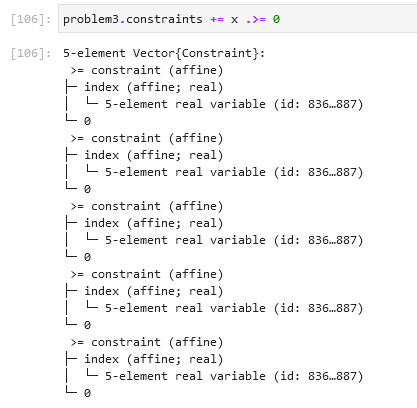 [106]: problem3.constraints += x .>= 0
[106]: 5-element Vector{Constraint}:
>= constraint (affine)
├─ index (affine; real)
│  └─ 5-element real variable (id: 836…887)
└─ 0
>= constraint (affine)
├─ index (affine; real)
│  └─ 5-element real variable (id: 836…887)
└─ 0
>= constraint (affine)
├─ index (affine; real)
│  └─ 5-element real variable (id: 836…887)
└─ 0
>= constraint (affine)
├─ index (affine; real)
│  └─ 5-element real variable (id: 836…887)
└─ 0
>= constraint (affine)
├─ index (affine; real)
│  └─ 5-element real variable (id: 836…887)
└─ 0